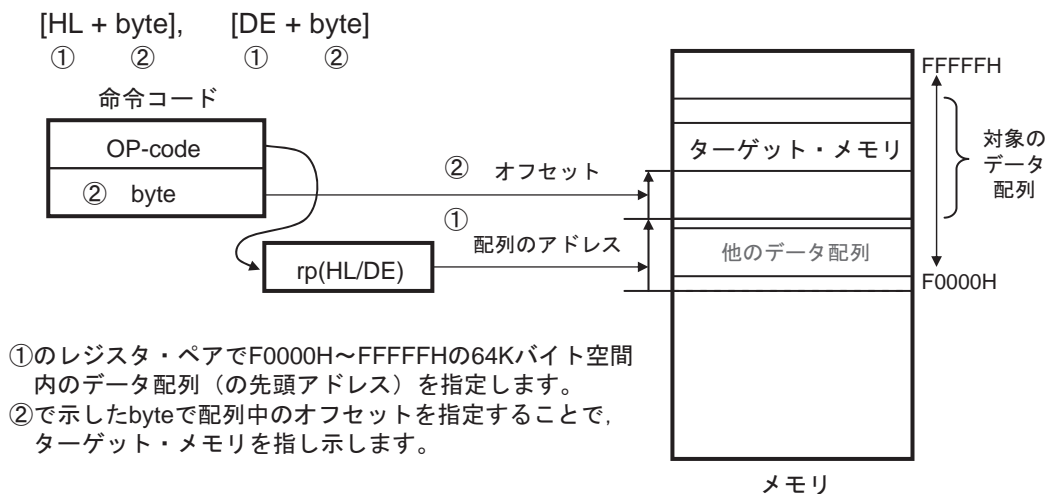 [HL + byte], [DE + byte]
① ② ① ②
命令コード
OP-code
② byte
rp(HL/DE)
② オフセット
①
配列のアドレス
FFFFFH
ターゲット・メモリ
対象の
データ
配列
他のデータ配列
F0000H
メモリ
①のレジスタ・ペアでF0000H～FFFFFHの64Kバイト空間
内のデータ配列（の先頭アドレス）を指定します。
②で示したbyteで配列中のオフセットを指定することで,
ターゲット・メモリを指し示します。